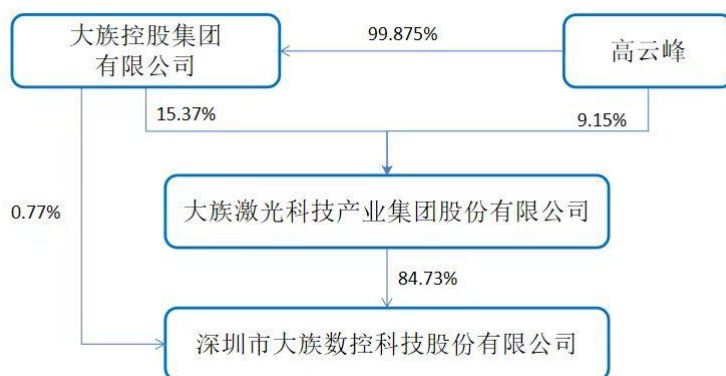 大族控股集团
有限公司
99.875%
高云峰
15.37%
9.15%
0.77%
大族激光科技产业集团股份有限公司
84.73%
深圳市大族数控科技股份有限公司